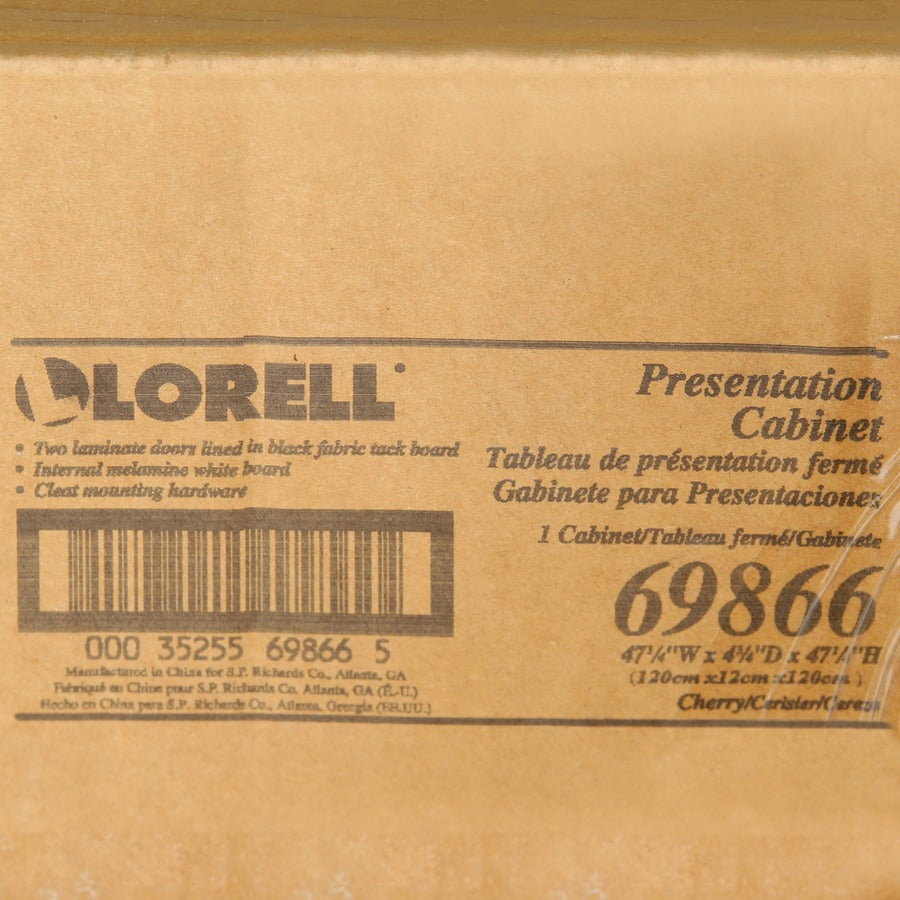 LORELL
• Two laminate doors lined in black fabric tack board
• Internal melamine white board
• Cleat mounting hardware
000 35255 69866 5
Manufactured in China for S.P. Richards Co., Atlanta, GA
Fabriqué en Chine pour S.P. Richards Co. Atlanta, GA (É.-U.)
Hecho en China para S.P. Richards Co., Atlanta, Georgia (EE.UU.)
Presentation
Cabinet
Tableau de présentation fermé
Gabinete para Presentaciones
1 Cabinet/Tableau fermé/Gabinete
69866
47¼"W x 4¾"D x 47¼"H
(120cm x12cm x120cm )
Cherry/Cerisier/Cereza